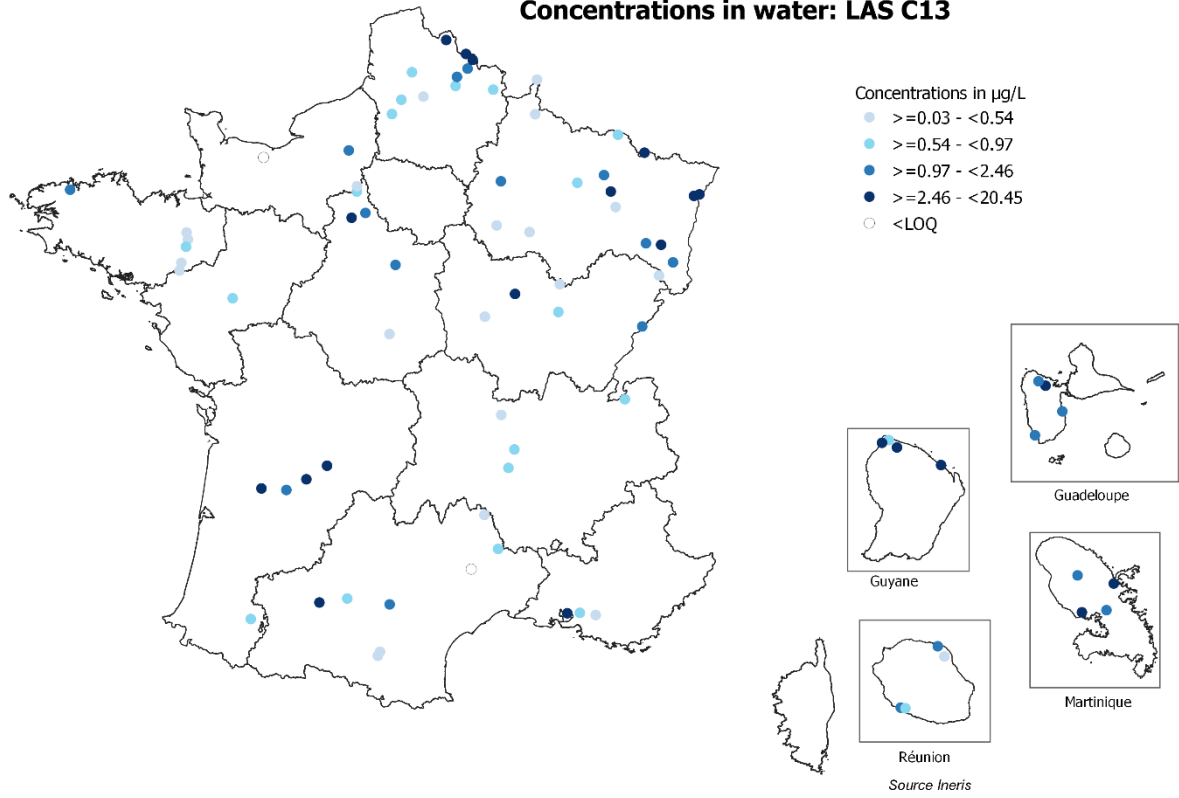 Concentrations in water: LAS C13
Concentrations in µg/L
>=0.03 - <0.54
>=0.54 - <0.97
>=0.97 - <2.46
>=2.46 - <20.45
<LOQ
Guadeloupe
Guyane
Martinique
Réunion
Source Ineris